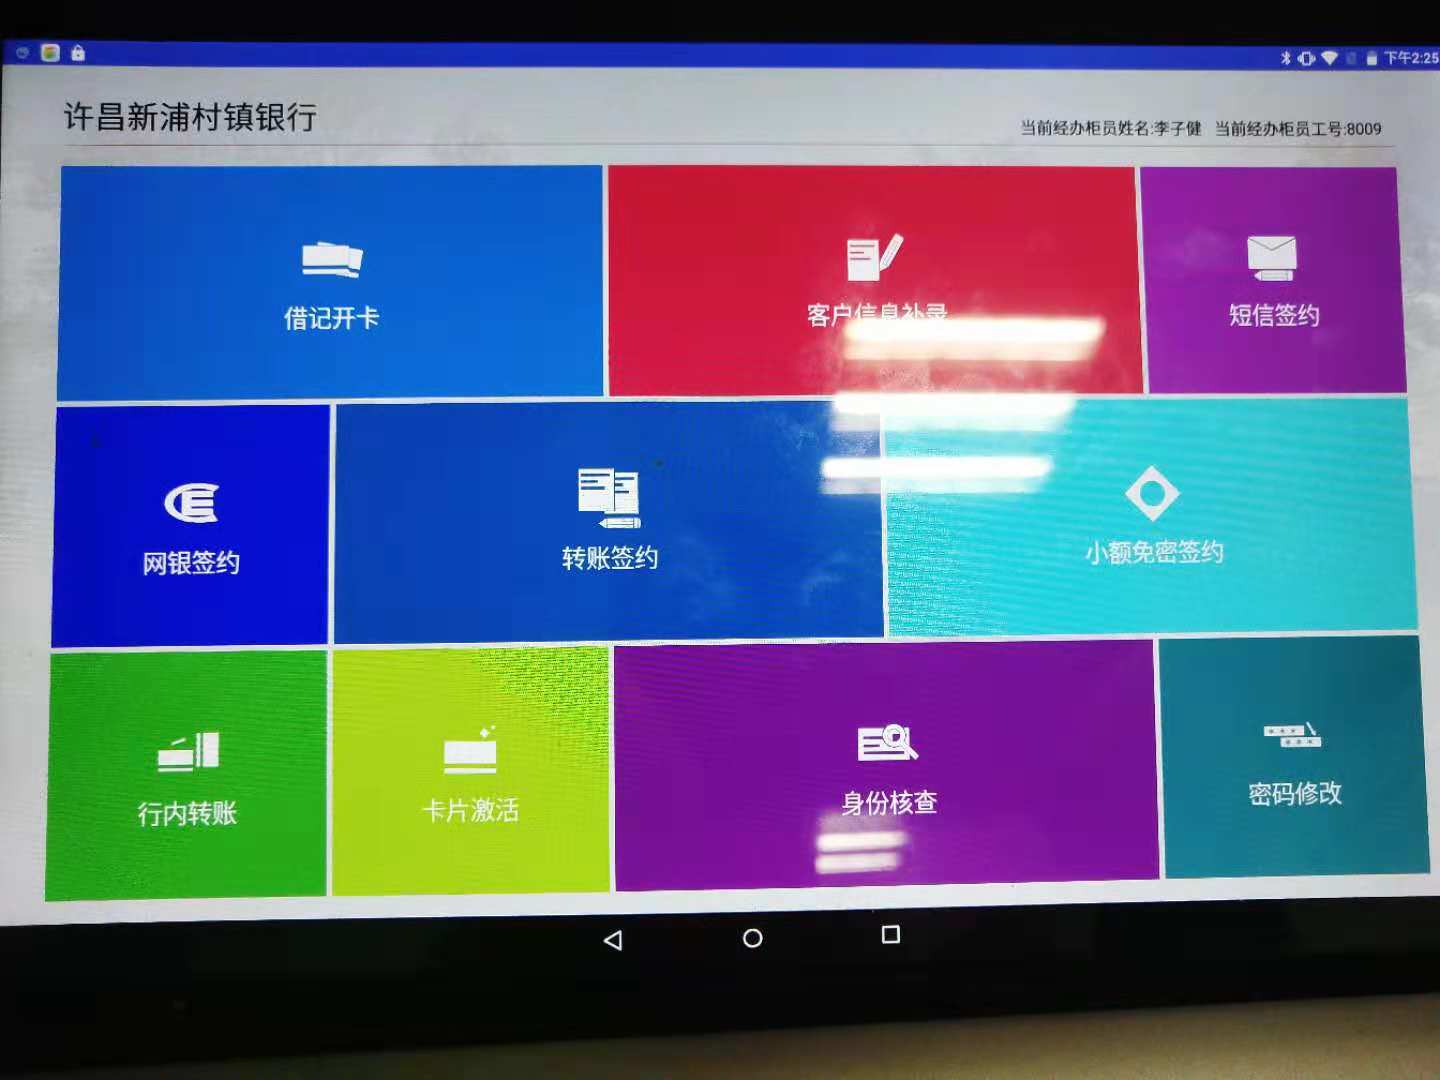 下午2:25
许昌新浦村镇银行
当前经办柜员姓名:李子健 当前经办柜员工号:8009
借记开卡
客户信息补录
短信签约
网银签约
转账签约
小额免密签约
行内转账
卡片激活
身份核查
密码修改